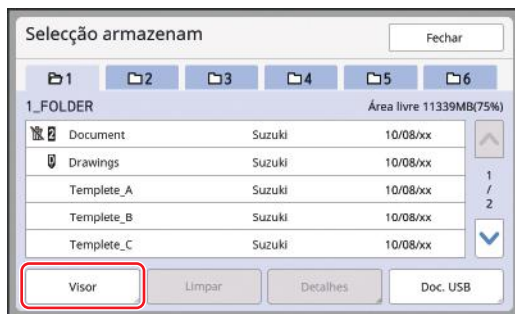 Selecção armazenam
Fechar
1 2 3 4 5 6
1_FOLDER Área livre 11339MB(75%)
2 Document Suzuki 10/08/xx
Drawings Suzuki 10/08/xx
Templete_A Suzuki 10/08/xx
Templete_B Suzuki 10/08/xx
Templete_C Suzuki 10/08/xx
1
/
2
Visor Limpar Detalhes Doc. USB